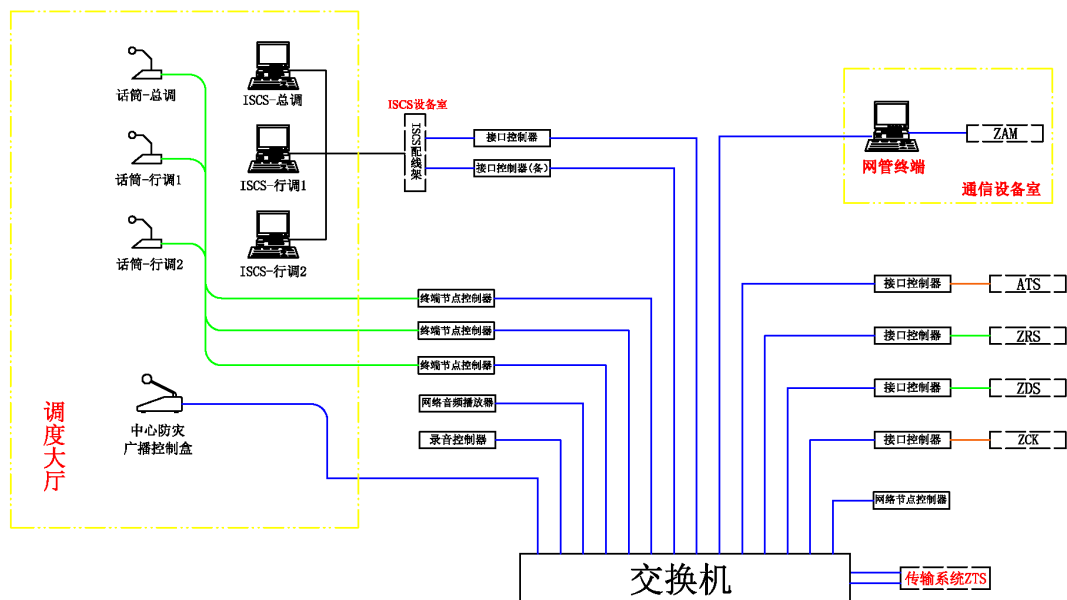 话筒-总调
ISCS-总调
ISCS设备室
ISCS配线架
接口控制器
接口控制器(备)
话筒-行调1
ISCS-行调1
话筒-行调2
ISCS-行调2
网管终端
ZAM
通信设备室
终端节点控制器
终端节点控制器
终端节点控制器
网络音频播放器
录音控制器
接口控制器
ATS
接口控制器
ZRS
接口控制器
ZDS
接口控制器
ZCK
网络节点控制器
调度大厅
中心防灾
广播控制盒
交换机
传输系统ZTS